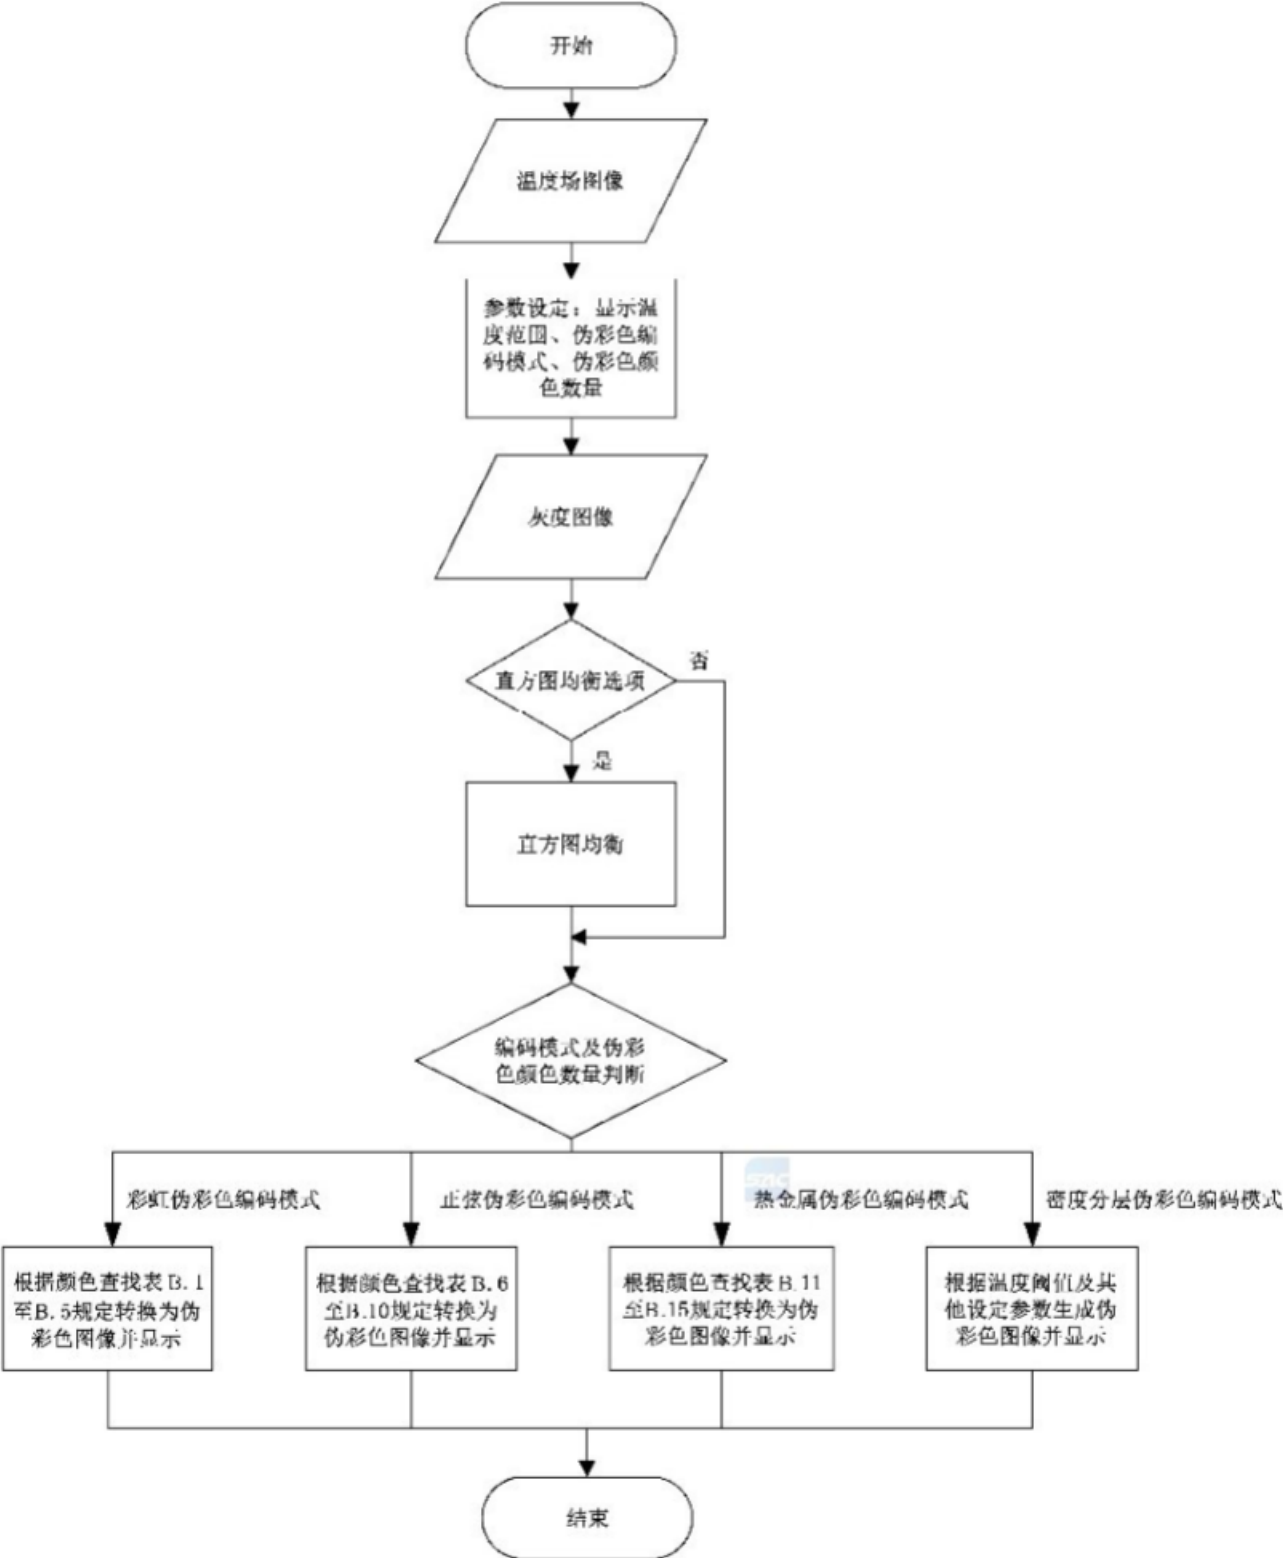 开始
温度场图像
参数设定：显示温
度范围、伪彩色编
码模式、伪彩色颜
色数量
灰度图像
直方图均衡选项
否
是
直方图均衡
编码模式及伪彩
色颜色数量判断
彩虹伪彩色编码模式
正弦伪彩色编码模式
热金属伪彩色编码模式
密度分层伪彩色编码模式
根据颜色查找表B.1
至B.5规定转换为伪
彩色图像并显示
根据颜色查找表B.6
至B.10规定转换为
伪彩色图像并显示
根据颜色查找表B.11
至B.15规定转换为伪
彩色图像并显示
根据温度阈值及其
他设定参数生成伪
彩色图像并显示
结束